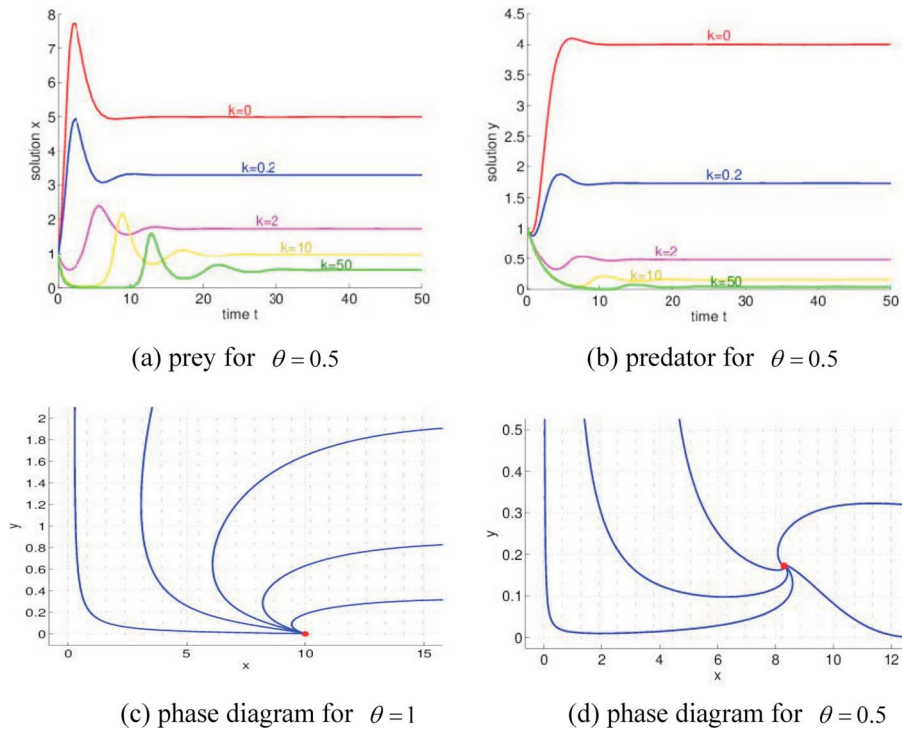 8
7
6
5
4
3
2
1
0
solution x
k=0
k=0.2
k=2
k=10
k=50
0 10 20 30 40 50
time t
(a) prey for θ = 0.5
4.5
4
3.5
3
2.5
2
1.5
1
0.5
0
solution y
k=0
k=0.2
k=2
k=10
k=50
0 10 20 30 40 50
time t
(b) predator for θ = 0.5
2
1.8
1.6
1.4
1.2
1
0.8
0.6
0.4
0.2
0
y
0 5 10 15
x
(c) phase diagram for θ = 1
0.5
0.4
0.3
0.2
0.1
0
y
0 2 4 6 8 10 12
x
(d) phase diagram for θ = 0.5